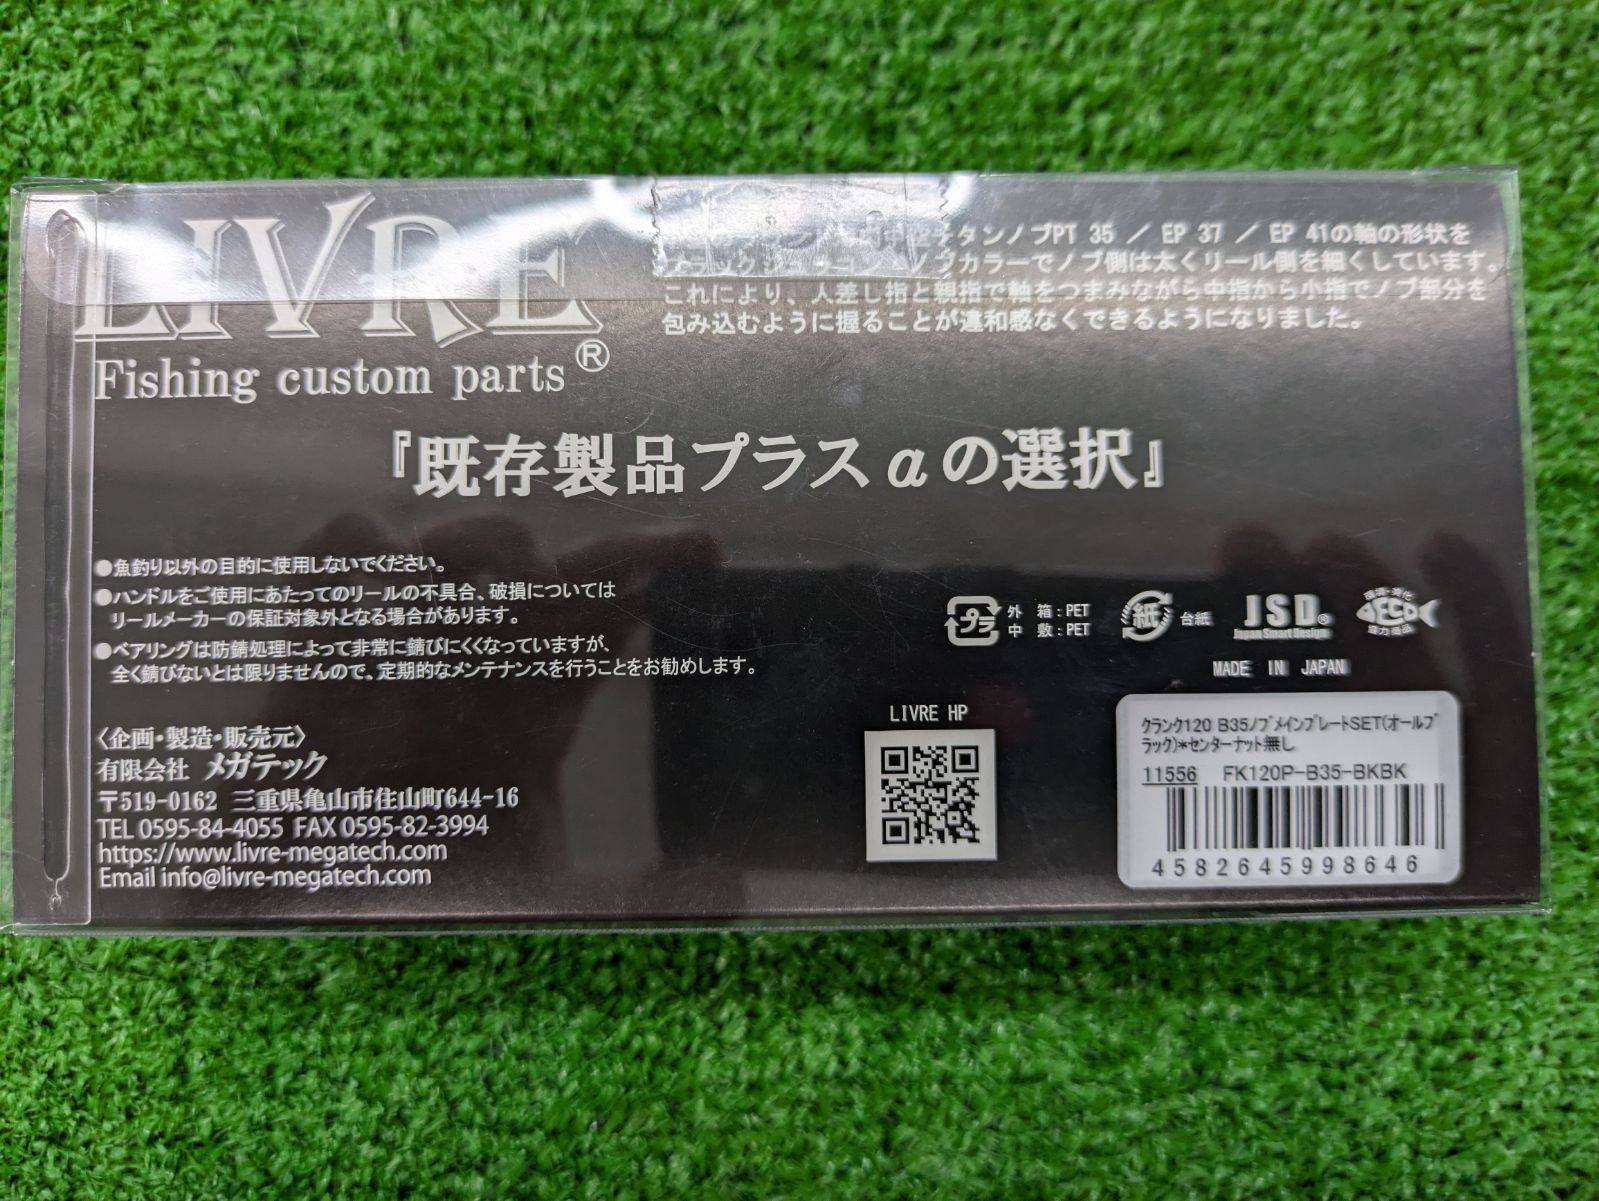 LIVRE
Fishing custom parts®
チタンノブPT 35 ／ EP 37 ／ EP 41の軸の形状を
ブカラーでノブ側は太くリール側を細くしています。
これにより、人差し指と親指で軸をつまみながら中指から小指でノブ部分を
包み込むように握ることが違和感なくできるようになりました。
『既存製品プラスαの選択』
●魚釣り以外の目的に使用しないでください。
●ハンドルをご使用にあたってのリールの不具合、破損については
リールメーカーの保証対象外となる場合があります。
●ベアリングは防錆処理によって非常に錆びにくくなっていますが、
全く錆びないとは限りませんので、定期的なメンテナンスを行うことをお勧めします。
〈企画・製造・販売元〉
有限会社 メガテック
〒519-0162 三重県亀山市住山町644-16
TEL 0595-84-4055 FAX 0595-82-3994
https://www.livre-megatech.com
Email info@livre-megatech.com
LIVRE HP
プラ 外 箱：PET
中 敷：PET
紙 台紙
JSD®
Japan Smart Design
環境・美化
ECO
協力商品
MADE IN JAPAN
クランク120 B35ノブメインプレートSET(オールブ
ラック)*センターナット無し
11556 FK120P-B35-BKBK
4582645998646